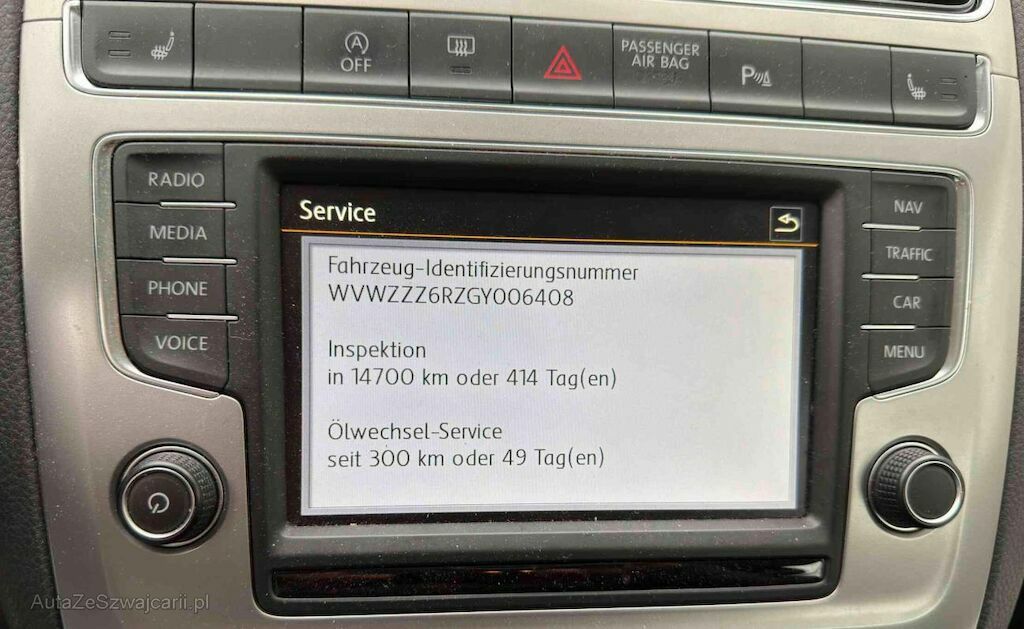 OFF
PASSENGER
AIR BAG
P
RADIO
MEDIA
PHONE
VOICE
Service
Fahrzeug-Identifizierungsnummer
WVWZZZ6RZGY006408
Inspektion
in 14700 km oder 414 Tag(en)
Ölwechsel-Service
seit 300 km oder 49 Tag(en)
NAV
TRAFFIC
CAR
MENU
AutaZeSzwajcarii.pl